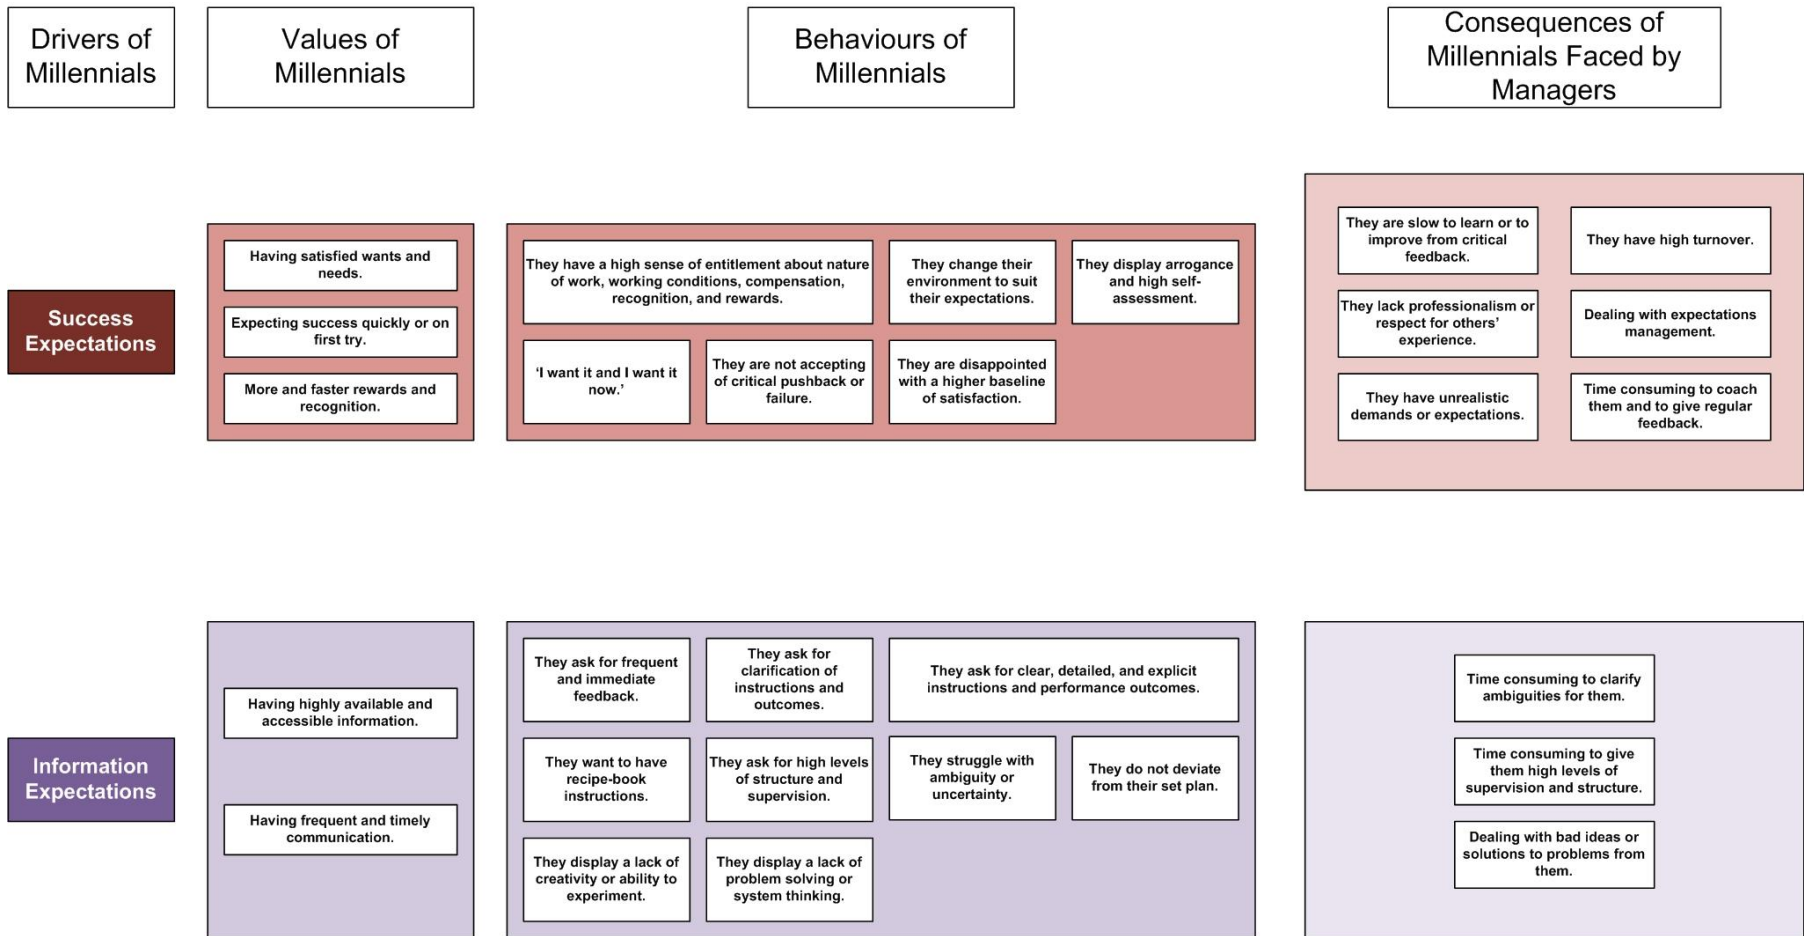 Drivers of
Millennials
Values of
Millennials
Behaviours of
Millennials
Consequences of
Millennials Faced by
Managers
Success
Expectations
Having satisfied wants and
needs.
Expecting success quickly or on
first try.
More and faster rewards and
recognition.
They have a high sense of entitlement about nature
of work, working conditions, compensation,
recognition, and rewards.
They change their
environment to suit
their expectations.
They display arrogance
and high self-
assessment.
‘I want it and I want it
now.’
They are not accepting
of critical pushback or
failure.
They are disappointed
with a higher baseline
of satisfaction.
They are slow to learn or to
improve from critical
feedback.
They have high turnover.
They lack professionalism or
respect for others’
experience.
Dealing with expectations
management.
They have unrealistic
demands or expectations.
Time consuming to coach
them and to give regular
feedback.
Information
Expectations
Having highly available and
accessible information.
Having frequent and timely
communication.
They ask for frequent
and immediate
feedback.
They ask for
clarification of
instructions and
outcomes.
They ask for clear, detailed, and explicit
instructions and performance outcomes.
They want to have
recipe-book
instructions.
They ask for high levels
of structure and
supervision.
They struggle with
ambiguity or
uncertainty.
They do not deviate
from their set plan.
They display a lack of
creativity or ability to
experiment.
They display a lack of
problem solving or
system thinking.
Time consuming to clarify
ambiguities for them.
Time consuming to give
them high levels of
supervision and structure.
Dealing with bad ideas or
solutions to problems from
them.